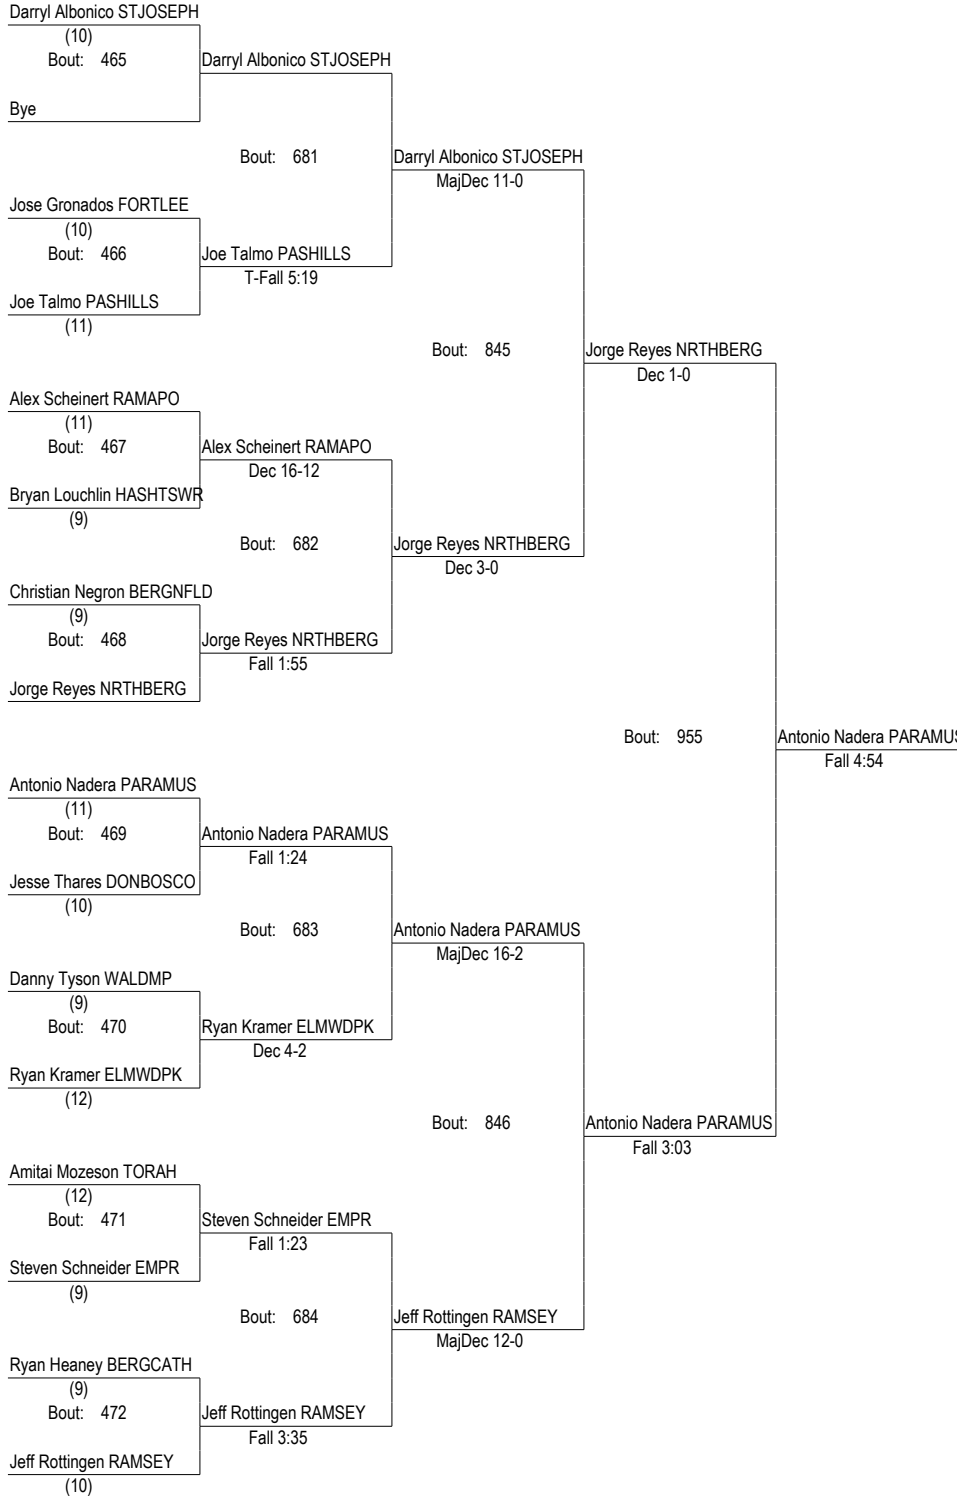 Darryl Albonico STJOSEPH
(10)
Bout: 465
Darryl Albonico STJOSEPH
Bye
Bout: 681
Darryl Albonico STJOSEPH
MajDec 11-0
Jose Gronados FORTLEE
(10)
Bout: 466
Joe Talmo PASHILLS
T-Fall 5:19
Joe Talmo PASHILLS
(11)
Bout: 845
Jorge Reyes NRTHBERG
Dec 1-0
Alex Scheinert RAMAPO
(11)
Bout: 467
Alex Scheinert RAMAPO
Dec 16-12
Bryan Louchlin HASHTSWR
(9)
Bout: 682
Jorge Reyes NRTHBERG
Dec 3-0
Christian Negron BERGNFLD
(9)
Bout: 468
Jorge Reyes NRTHBERG
Fall 1:55
Jorge Reyes NRTHBERG
Bout: 955
Antonio Nadera PARAMUS
Fall 4:54
Antonio Nadera PARAMUS
(11)
Bout: 469
Antonio Nadera PARAMUS
Fall 1:24
Jesse Thares DONBOSCO
(10)
Bout: 683
Antonio Nadera PARAMUS
MajDec 16-2
Danny Tyson WALDMP
(9)
Bout: 470
Ryan Kramer ELMWDPK
Dec 4-2
Ryan Kramer ELMWDPK
(12)
Bout: 846
Antonio Nadera PARAMUS
Fall 3:03
Amitai Mozeson TORAH
(12)
Bout: 471
Steven Schneider EMPR
Fall 1:23
Steven Schneider EMPR
(9)
Bout: 684
Jeff Rottingen RAMSEY
MajDec 12-0
Ryan Heaney BERGCATH
(9)
Bout: 472
Jeff Rottingen RAMSEY
Fall 3:35
Jeff Rottingen RAMSEY
(10)